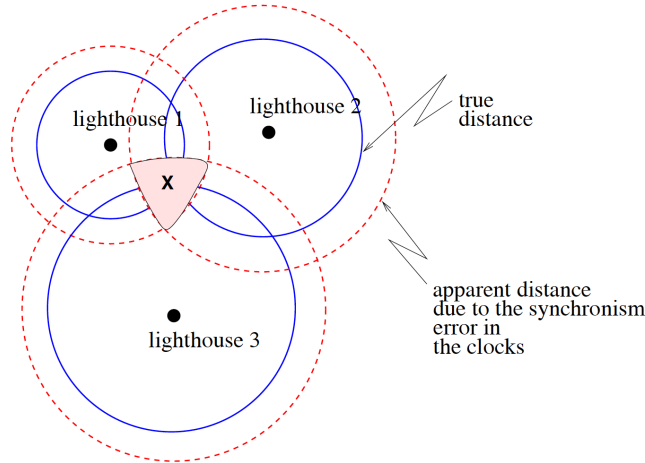 lighthouse 1
lighthouse 2
true
distance
X
apparent distance
due to the synchronism
error in
the clocks
lighthouse 3